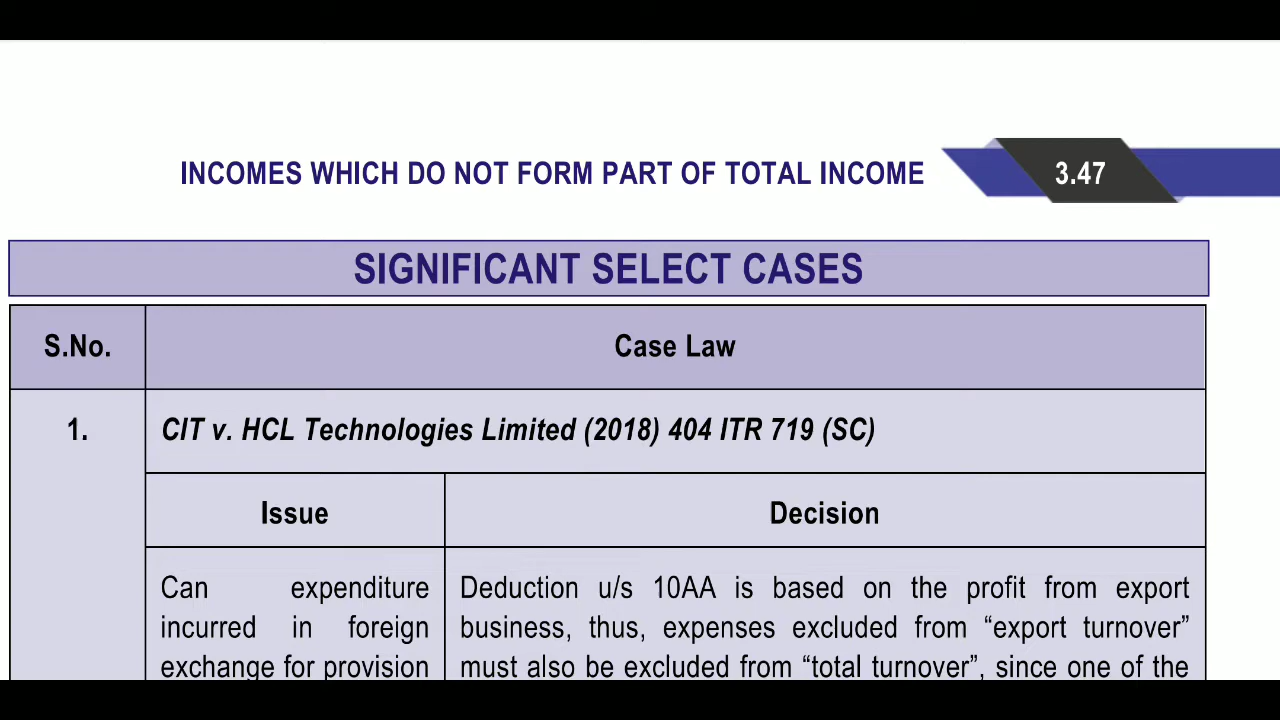 INCOMES WHICH DO NOT FORM PART OF TOTAL INCOME
3.47
SIGNIFICANT SELECT CASES
S.No.
Case Law
1.
CIT v. HCL Technologies Limited (2018) 404 ITR 719 (SC)
Issue
Decision
Can expenditure
incurred in foreign
exchange for provision
Deduction u/s 10AA is based on the profit from export
business, thus, expenses excluded from “export turnover”
must also be excluded from “total turnover”, since one of the